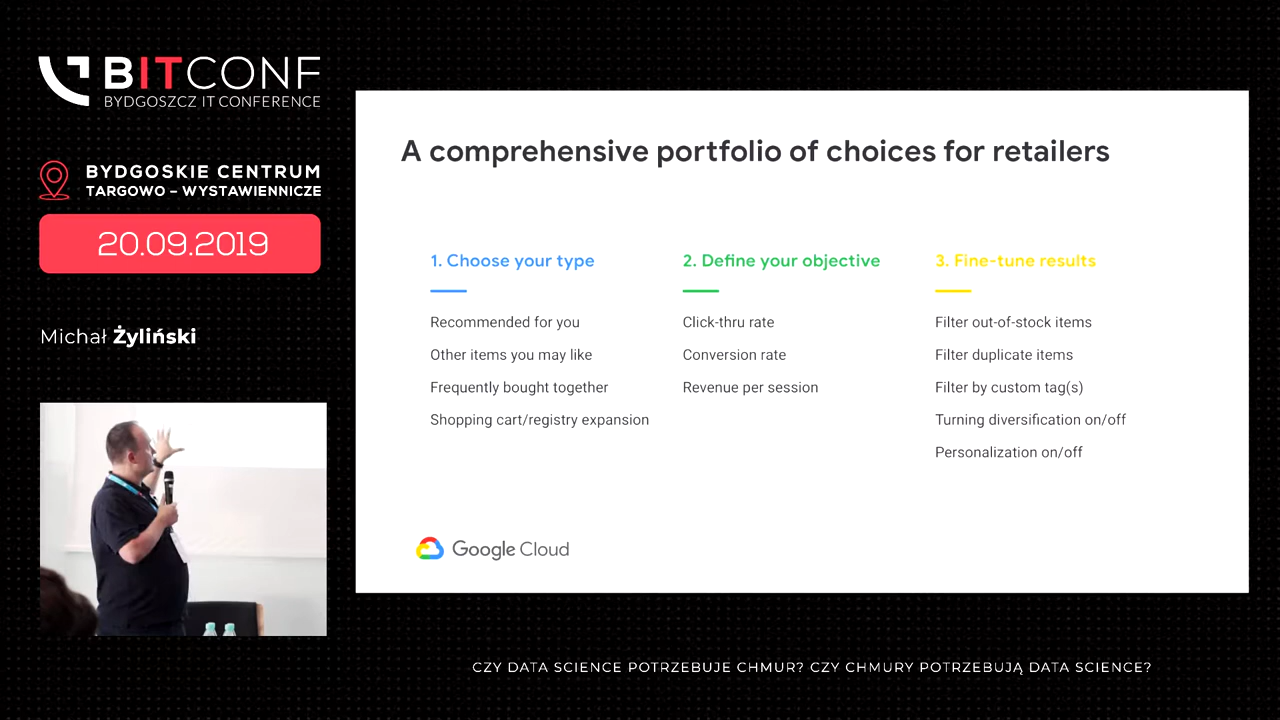 BITCONF
BYDGOSZCZ IT CONFERENCE
BYDGOSKIE CENTRUM
TARGOWO – WYSTAWIENNICZE
20.09.2019
Michał Żyliński
A comprehensive portfolio of choices for retailers
1. Choose your type
Recommended for you
Other items you may like
Frequently bought together
Shopping cart/registry expansion
2. Define your objective
Click-thru rate
Conversion rate
Revenue per session
3. Fine-tune results
Filter out-of-stock items
Filter duplicate items
Filter by custom tag(s)
Turning diversification on/off
Personalization on/off
Google Cloud
CZY DATA SCIENCE POTRZEBUJE CHMUR? CZY CHMURY POTRZEBUJĄ DATA SCIENCE?